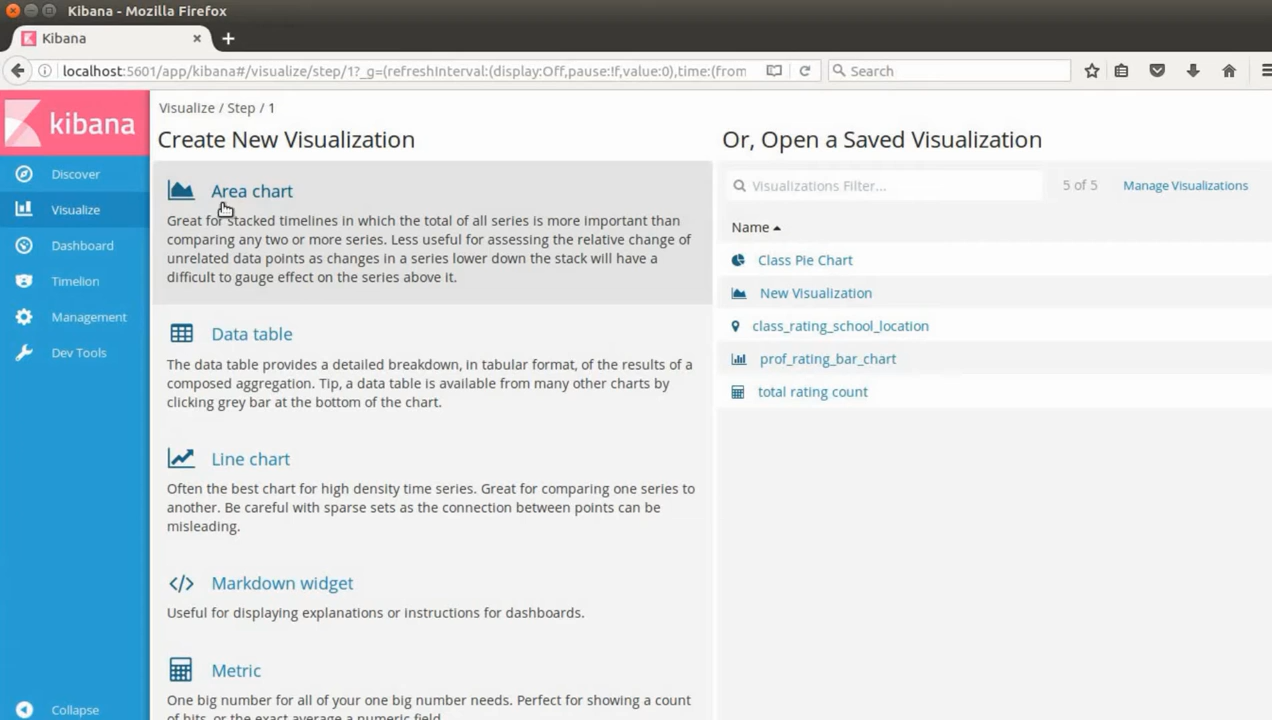 Kibana - Mozilla Firefox
Kibana
localhost:5601/app/kibana#/visualize/step/1?_g=(refreshInterval:(display:Off,pause:!f,value:0),time:(from
Search
kibana
Discover
Visualize
Dashboard
Timelion
Management
Dev Tools
Collapse
Visualize / Step / 1
Create New Visualization
Area chart
Great for stacked timelines in which the total of all series is more important than
comparing any two or more series. Less useful for assessing the relative change of
unrelated data points as changes in a series lower down the stack will have a
difficult to gauge effect on the series above it.
Data table
The data table provides a detailed breakdown, in tabular format, of the results of a
composed aggregation. Tip, a data table is available from many other charts by
clicking grey bar at the bottom of the chart.
Line chart
Often the best chart for high density time series. Great for comparing one series to
another. Be careful with sparse sets as the connection between points can be
misleading.
Markdown widget
Useful for displaying explanations or instructions for dashboards.
Metric
One big number for all of your one big number needs. Perfect for showing a count
of hits, or the exact average a numeric field.
Or, Open a Saved Visualization
Visualizations Filter...
5 of 5
Manage Visualizations
Name
Class Pie Chart
New Visualization
class_rating_school_location
prof_rating_bar_chart
total rating count